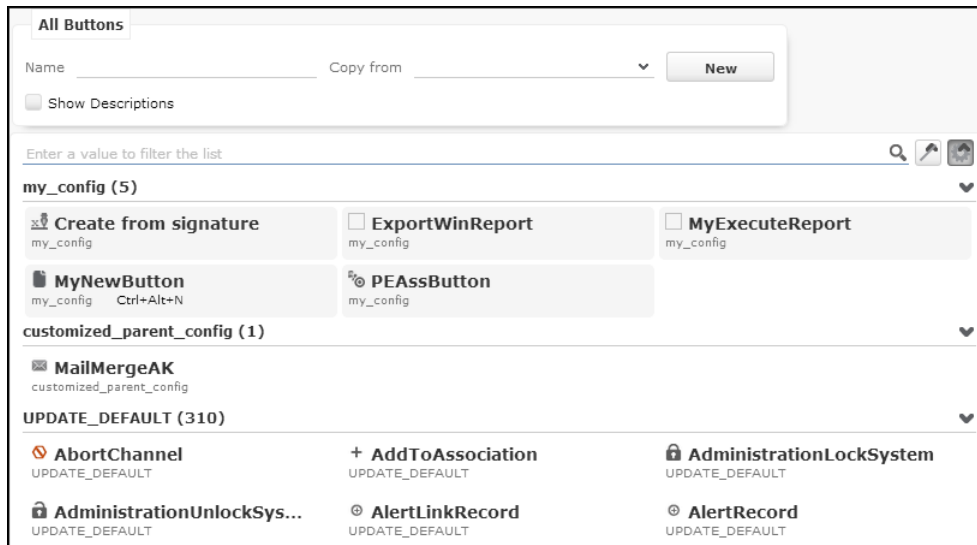 All Buttons
Name Copy from New
Show Descriptions
Enter a value to filter the list
my_config (5)
Create from signature ExportWinReport MyExecuteReport
my_config my_config my_config
MyNewButton PEAssButton
my_config Ctrl+Alt+N my_config
customized_parent_config (1)
MailMergeAK
customized_parent_config
UPDATE_DEFAULT (310)
AbortChannel AddToAssociation AdministrationLockSystem
UPDATE_DEFAULT UPDATE_DEFAULT UPDATE_DEFAULT
AdministrationUnlockSys... AlertLinkRecord AlertRecord
UPDATE_DEFAULT UPDATE_DEFAULT UPDATE_DEFAULT